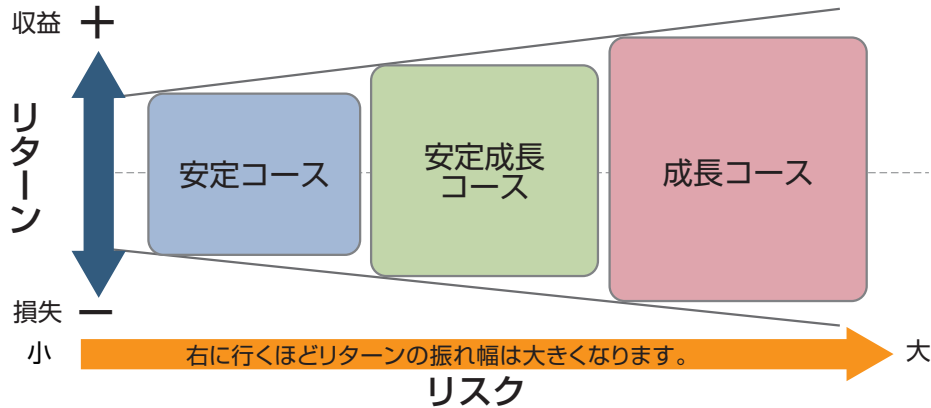 収益 ＋
リターン
安定コース
安定成長
コース
成長コース
損失 －
小
右に行くほどリターンの振れ幅は大きくなります。
大
リスク